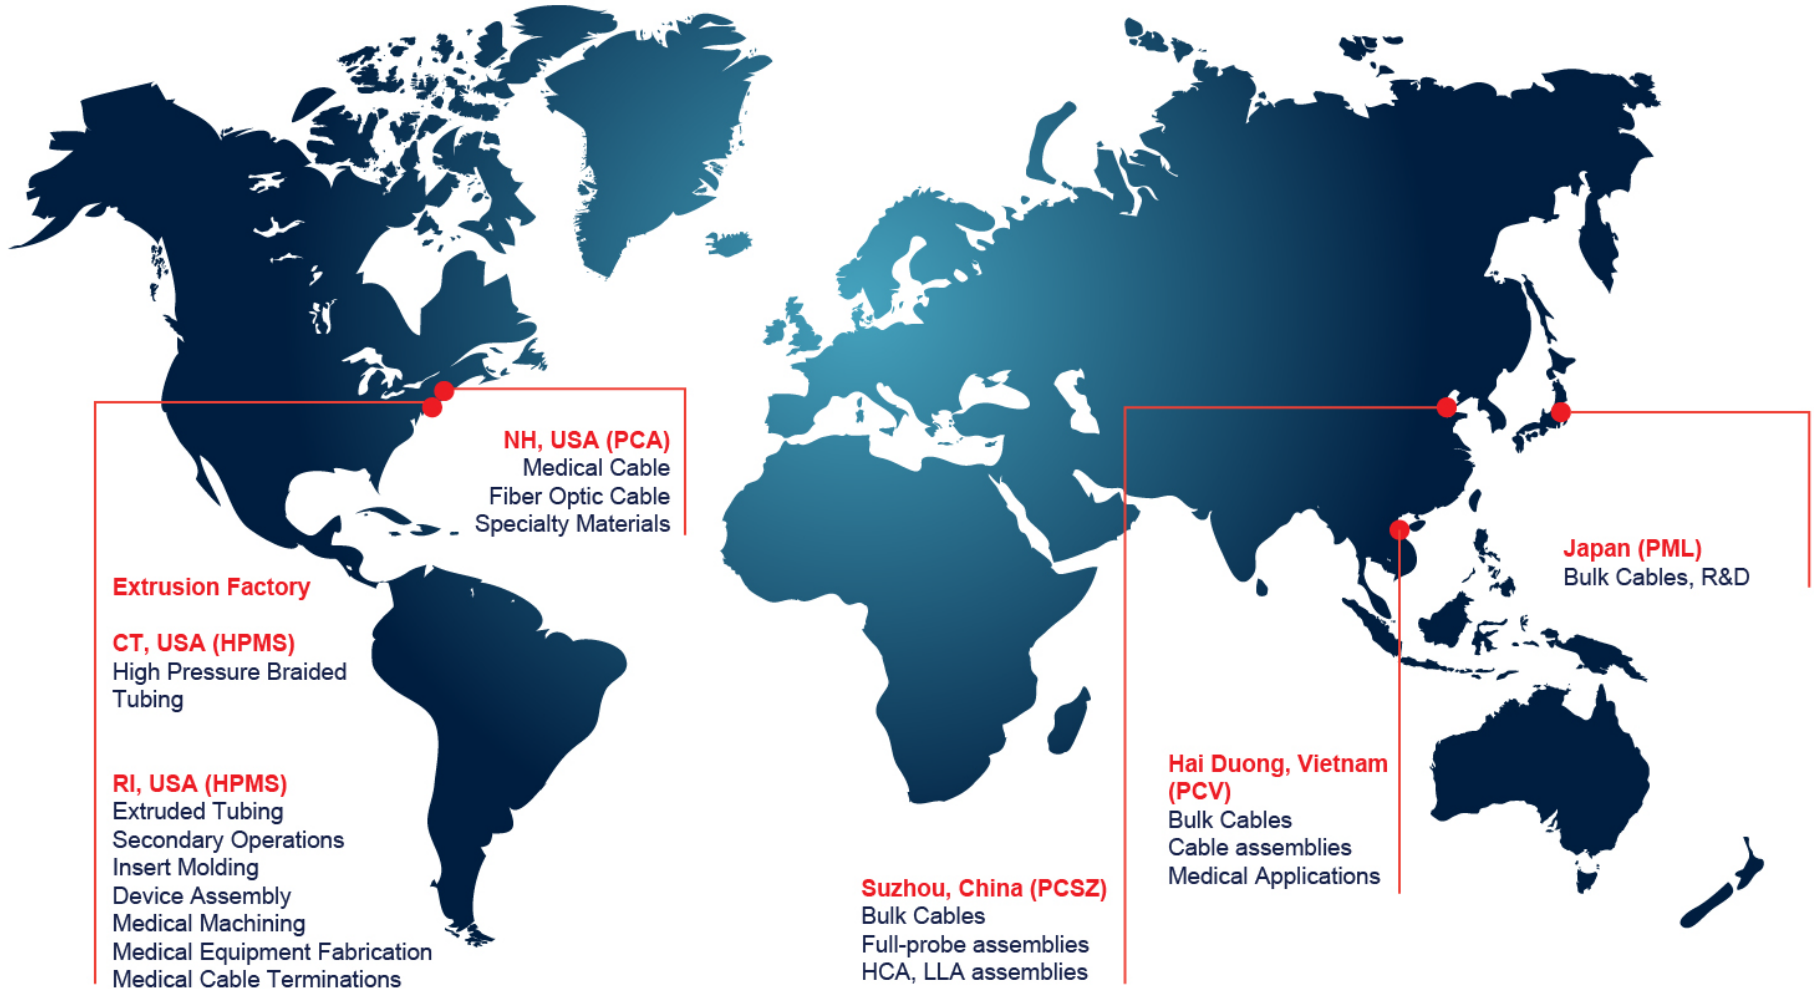 NH, USA (PCA)
Medical Cable
Fiber Optic Cable
Specialty Materials
Extrusion Factory
CT, USA (HPMS)
High Pressure Braided
Tubing
RI, USA (HPMS)
Extruded Tubing
Secondary Operations
Insert Molding
Device Assembly
Medical Machining
Medical Equipment Fabrication
Medical Cable Terminations
Suzhou, China (PCSZ)
Bulk Cables
Full-probe assemblies
HCA, LLA assemblies
Hai Duong, Vietnam
(PCV)
Bulk Cables
Cable assemblies
Medical Applications
Japan (PML)
Bulk Cables, R&D